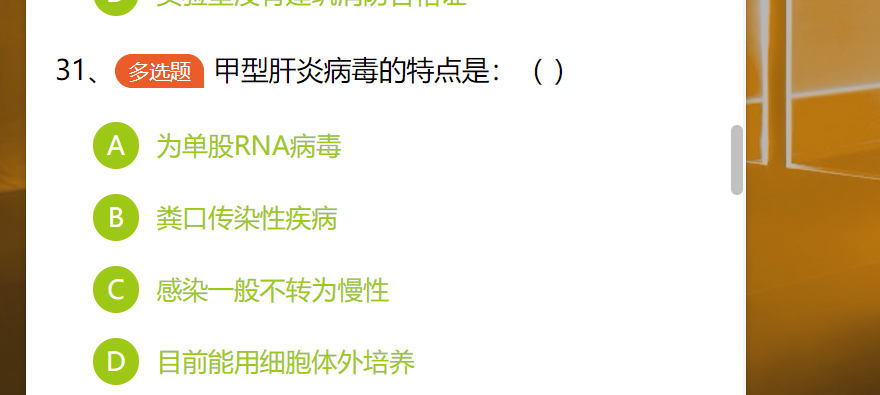 31、多选题 甲型肝炎病毒的特点是：（ ）
A 为单股RNA病毒
B 粪口传染性疾病
C 感染一般不转为慢性
D 目前能用细胞体外培养